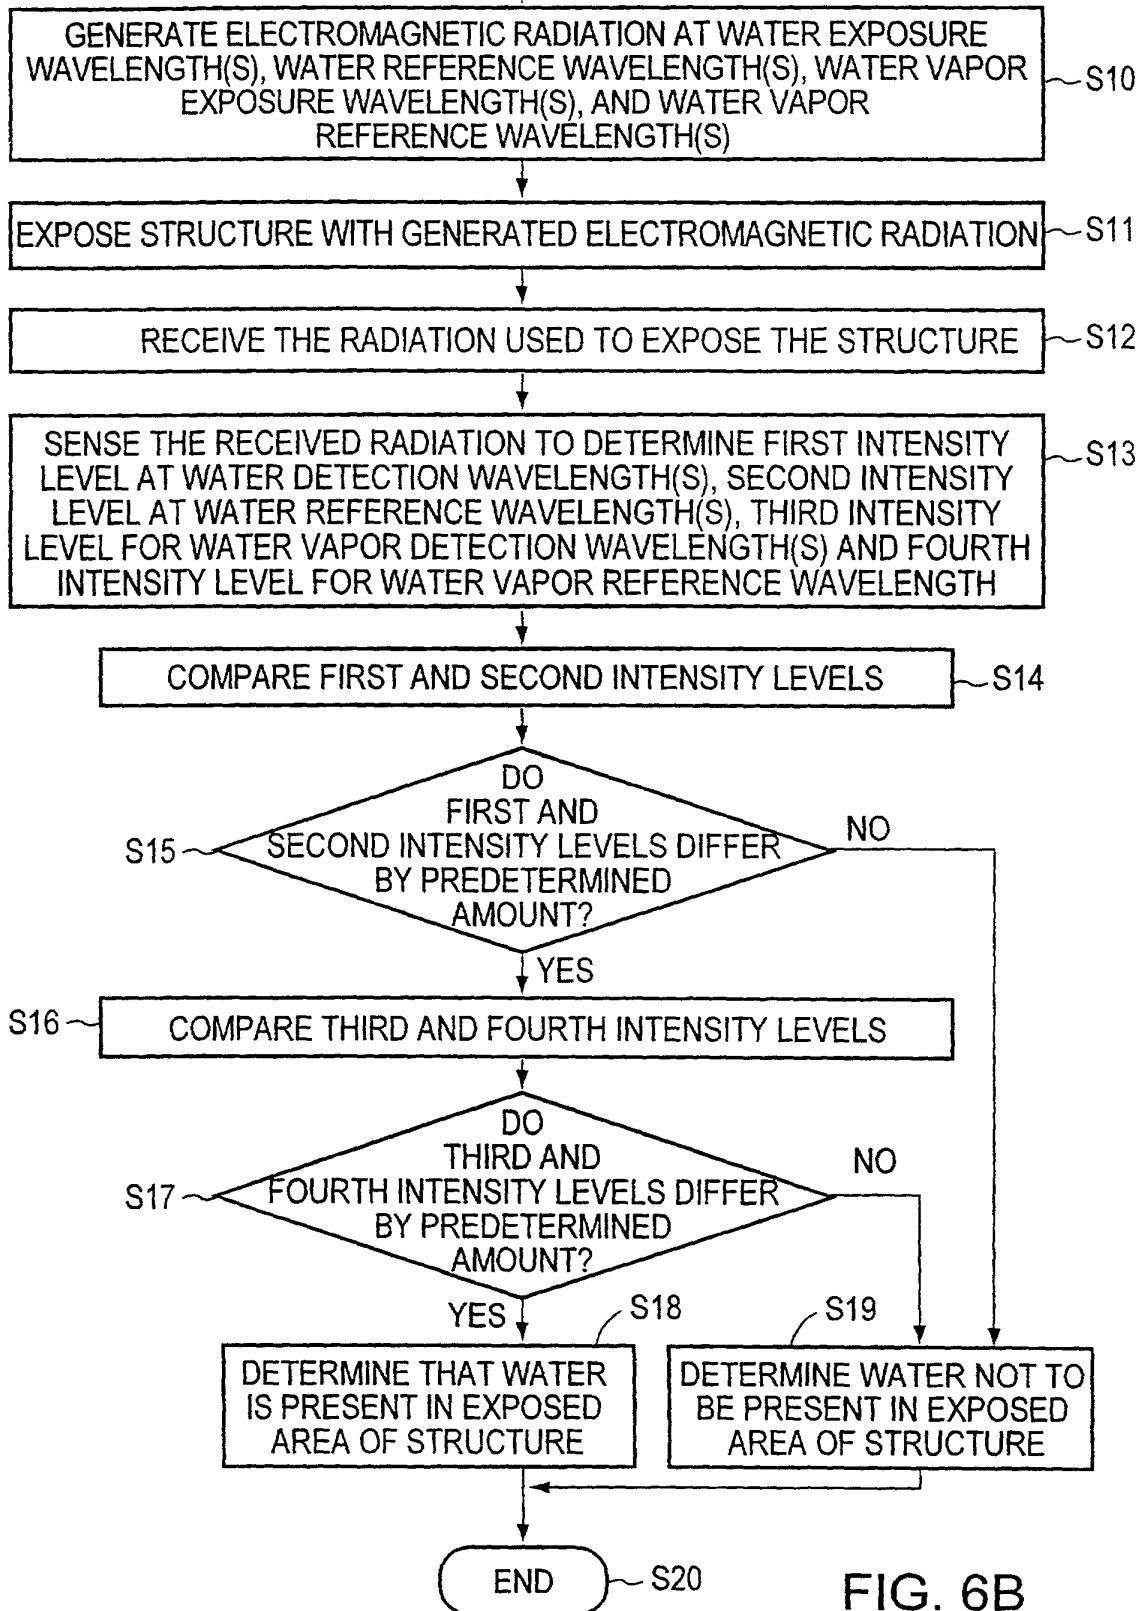 GENERATE ELECTROMAGNETIC RADIATION AT WATER EXPOSURE
WAVELENGTH(S), WATER REFERENCE WAVELENGTH(S), WATER VAPOR
EXPOSURE WAVELENGTH(S), AND WATER VAPOR
REFERENCE WAVELENGTH(S)
S10
EXPOSE STRUCTURE WITH GENERATED ELECTROMAGNETIC RADIATION
S11
RECEIVE THE RADIATION USED TO EXPOSE THE STRUCTURE
S12
SENSE THE RECEIVED RADIATION TO DETERMINE FIRST INTENSITY
LEVEL AT WATER DETECTION WAVELENGTH(S), SECOND INTENSITY
LEVEL AT WATER REFERENCE WAVELENGTH(S), THIRD INTENSITY
LEVEL FOR WATER VAPOR DETECTION WAVELENGTH(S) AND FOURTH
INTENSITY LEVEL FOR WATER VAPOR REFERENCE WAVELENGTH
S13
COMPARE FIRST AND SECOND INTENSITY LEVELS
S14
DO
FIRST AND
SECOND INTENSITY LEVELS DIFFER
BY PREDETERMINED
AMOUNT?
S15
NO
YES
S16
COMPARE THIRD AND FOURTH INTENSITY LEVELS
DO
THIRD AND
FOURTH INTENSITY LEVELS DIFFER
BY PREDETERMINED
AMOUNT?
S17
NO
YES
S18
S19
DETERMINE THAT WATER
IS PRESENT IN EXPOSED
AREA OF STRUCTURE
DETERMINE WATER NOT TO
BE PRESENT IN EXPOSED
AREA OF STRUCTURE
END
S20
FIG. 6B